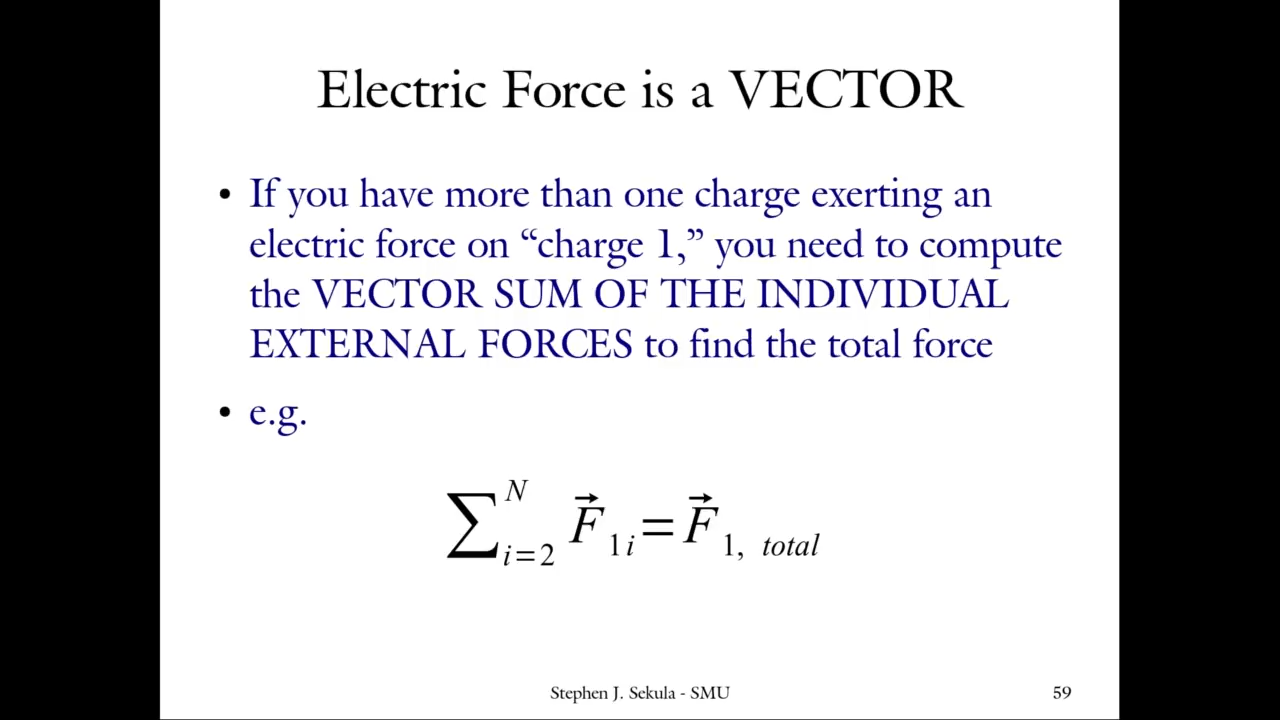 Electric Force is a VECTOR
• If you have more than one charge exerting an
electric force on “charge 1,” you need to compute
the VECTOR SUM OF THE INDIVIDUAL
EXTERNAL FORCES to find the total force
• e.g.
∑_{i=2}^{N} F⃗_{1i} = F⃗_{1, total}
Stephen J. Sekula - SMU 59